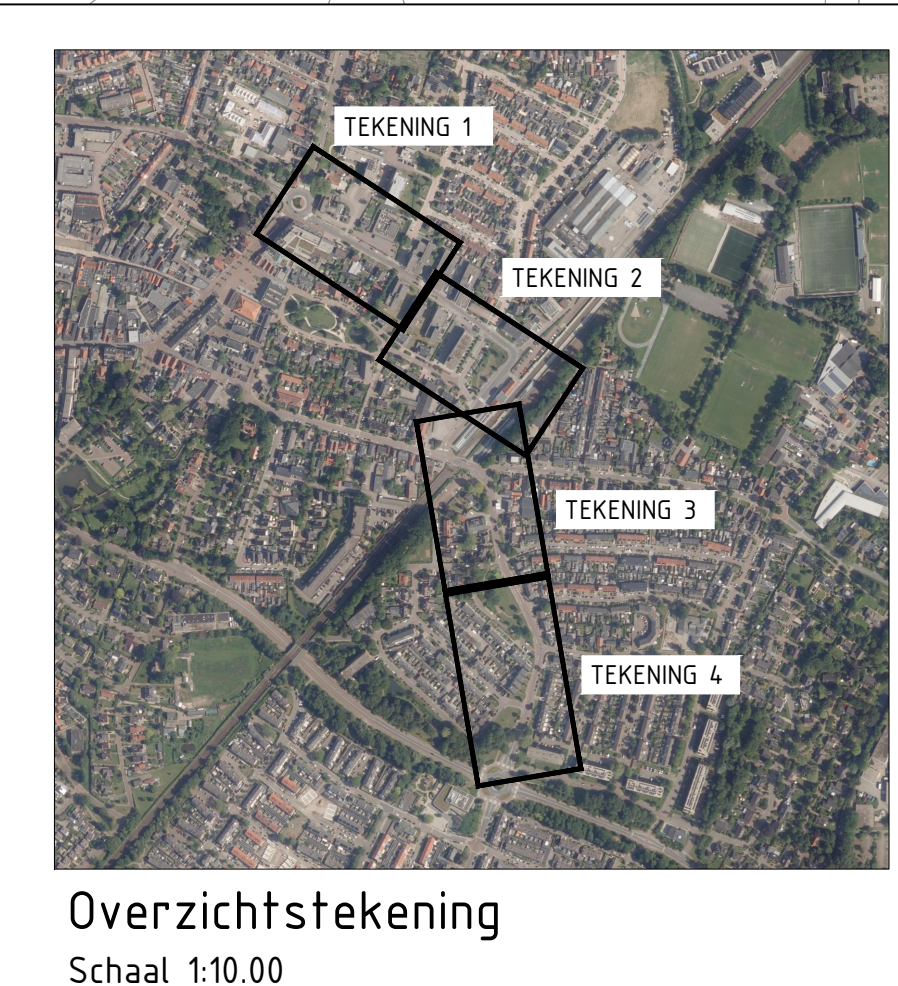 TEKENING 1
TEKENING 2
TEKENING 3
TEKENING 4
Overzichtstekening
Schaal 1:10.00